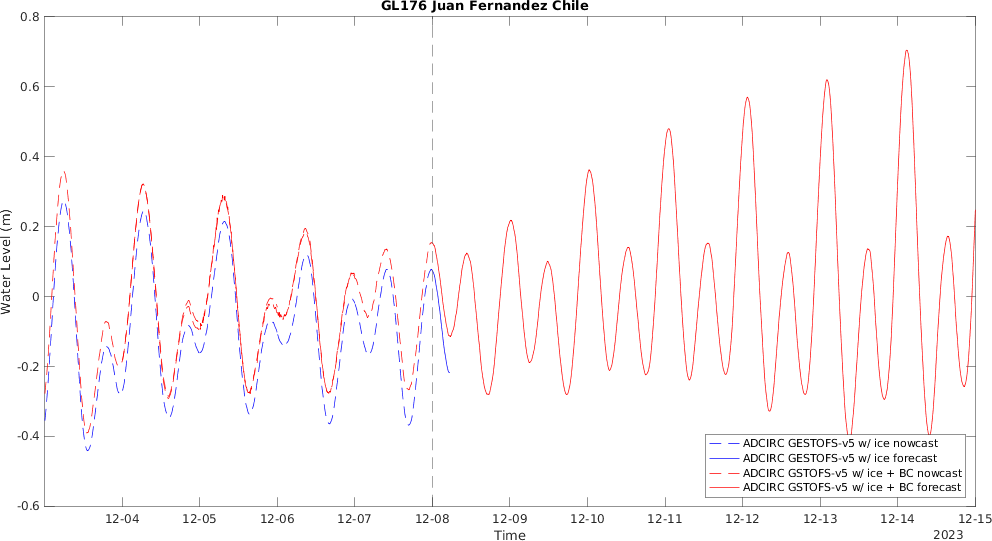 GL176 Juan Fernandez Chile
0.8
0.6
0.4
0.2
0
-0.2
-0.4
-0.6
Water Level (m)
12-04 12-05 12-06 12-07 12-08 12-09 12-10 12-11 12-12 12-13 12-14 12-15
Time
2023
ADCIRC GESTOFS-v5 w/ ice nowcast
ADCIRC GESTOFS-v5 w/ ice forecast
ADCIRC GSTOFS-v5 w/ ice + BC nowcast
ADCIRC GSTOFS-v5 w/ ice + BC forecast